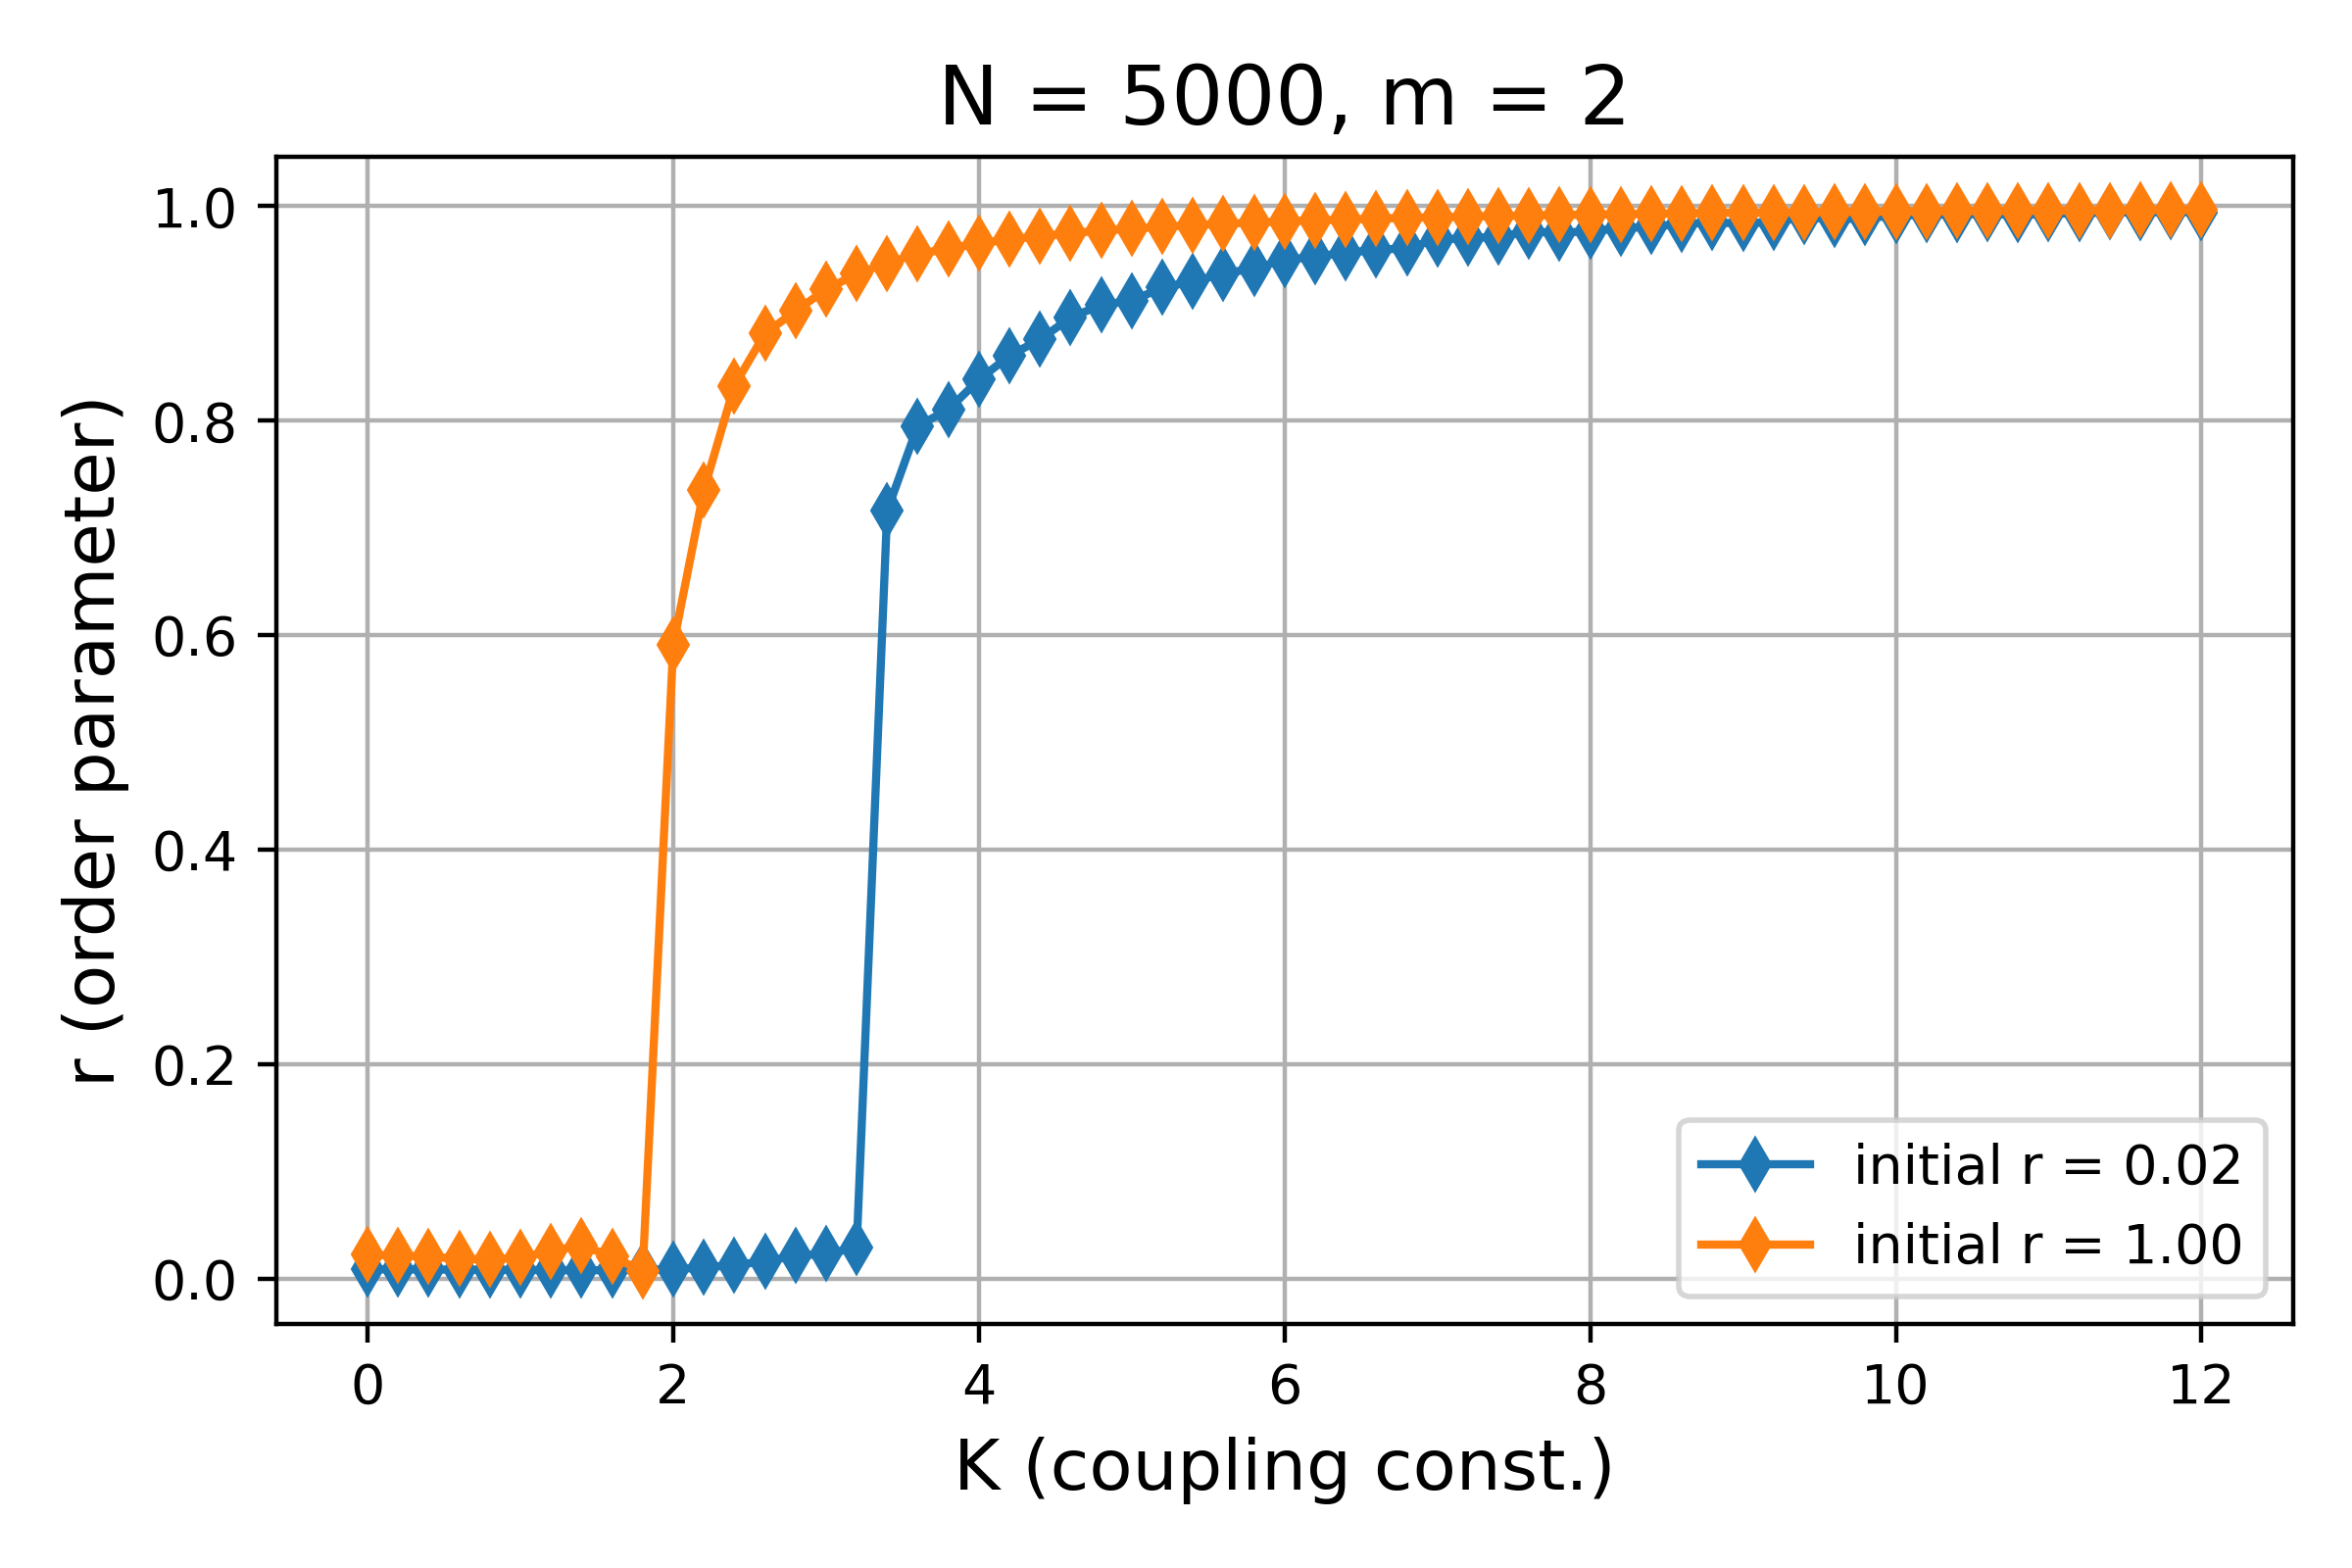 N = 5000, m = 2
r (order parameter)
1.0
0.8
0.6
0.4
0.2
0.0
initial r = 0.02
initial r = 1.00
0 2 4 6 8 10 12
K (coupling const.)